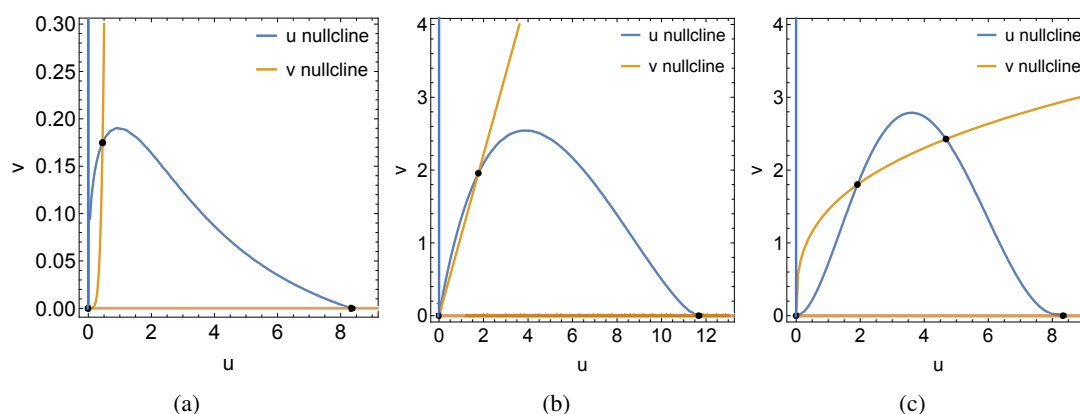 0.30
0.25
0.20
0.15
0.10
0.05
0.00
v
0 2 4 6 8
u
u nullcline
v nullcline
(a)
4
3
2
1
0
v
0 2 4 6 8 10 12
u
u nullcline
v nullcline
(b)
4
3
2
1
0
v
0 2 4 6 8
u
u nullcline
v nullcline
(c)